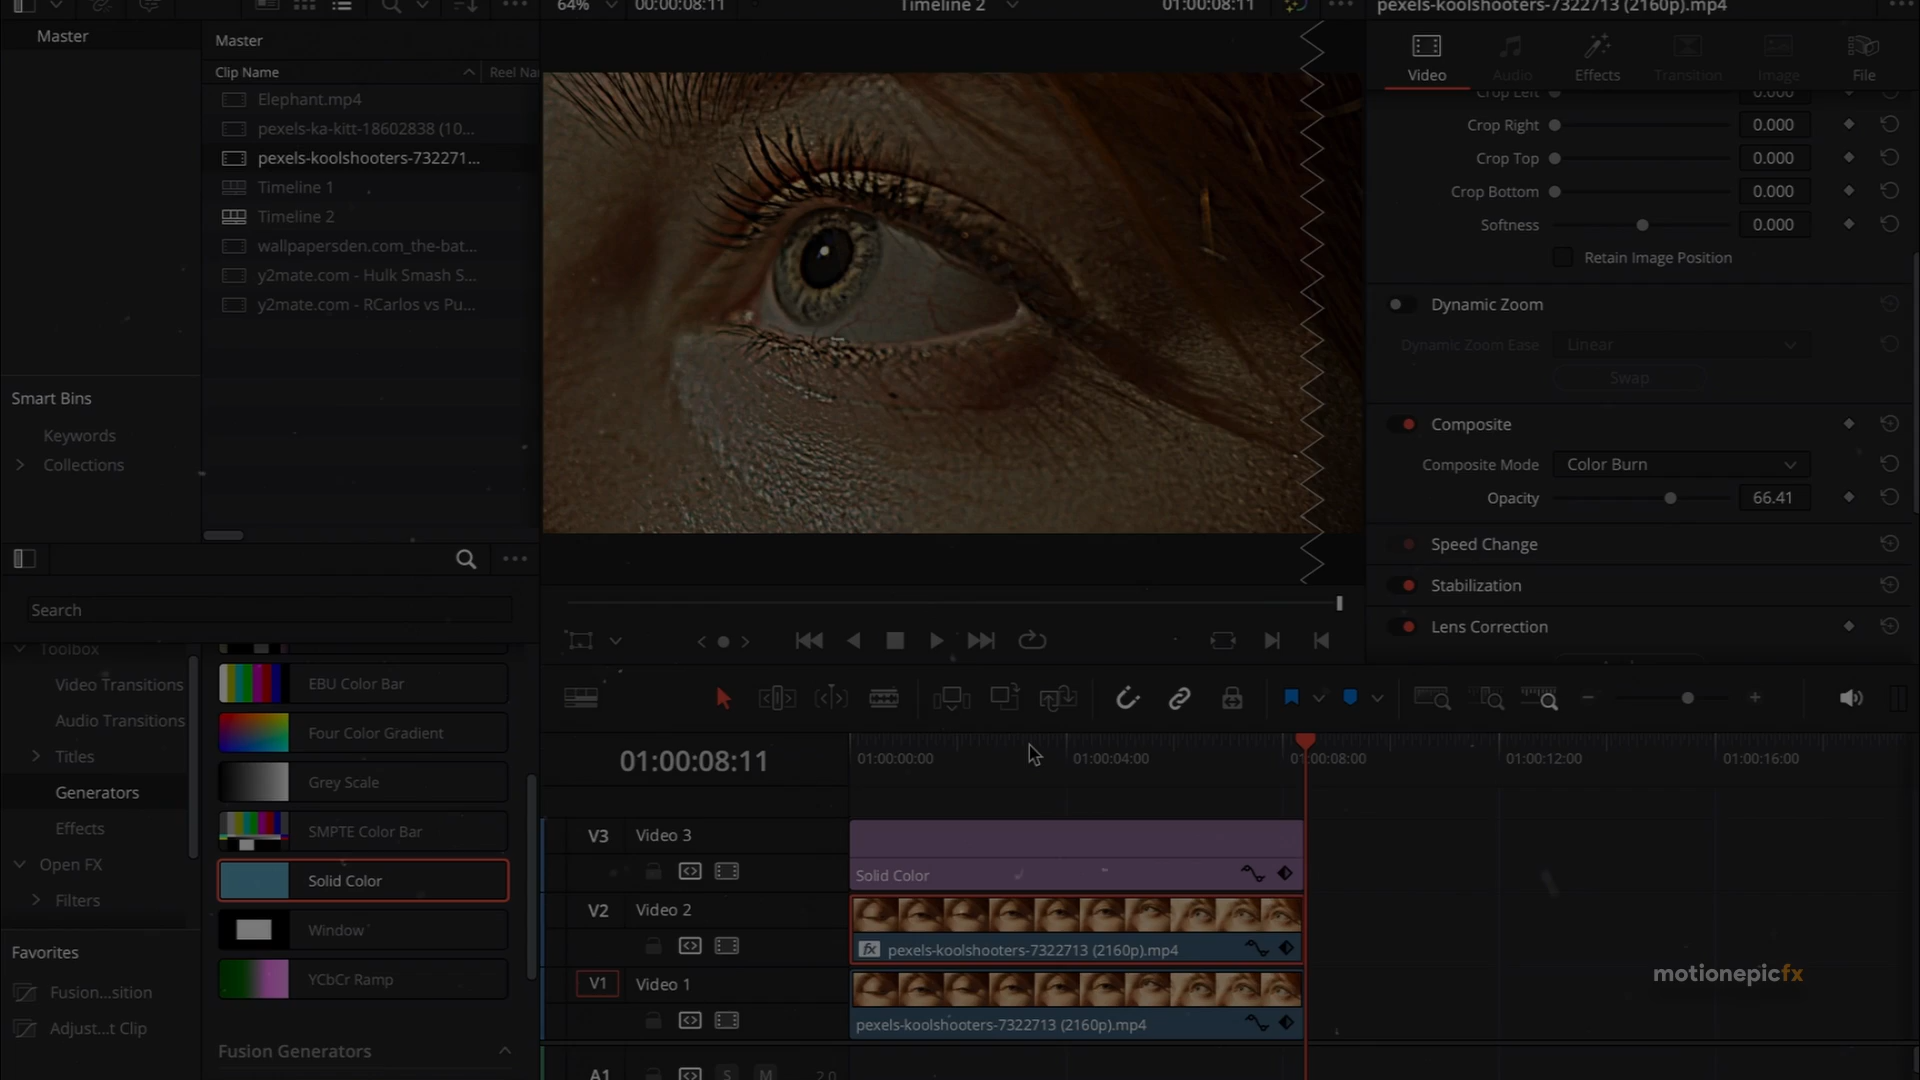 64%
00:00:08:11
Timeline 2
01:00:08:11
pexels-koolshooters-7322713 (2160p).mp4
Master
Master
Clip Name
Reel Na
Elephant.mp4
pexels-ka-kitt-18602838 (10...
pexels-koolshooters-732271...
Timeline 1
Timeline 2
wallpapersden.com_the-bat...
y2mate.com - Hulk Smash S...
y2mate.com - RCarlos vs Pu...
Smart Bins
Keywords
Collections
Video
Audio
Effects
Transition
Image
File
Crop Left 0.000
Crop Right 0.000
Crop Top 0.000
Crop Bottom 0.000
Softness 0.000
Retain Image Position
Dynamic Zoom
Dynamic Zoom Ease Linear
Swap
Composite
Composite Mode Color Burn
Opacity 66.41
Speed Change
Stabilization
Lens Correction
Search
Toolbox
Video Transitions
Audio Transitions
Titles
Generators
Effects
Open FX
Filters
Favorites
Fusion...sition
Adjust...t Clip
EBU Color Bar
Four Color Gradient
Grey Scale
SMPTE Color Bar
Solid Color
Window
YCbCr Ramp
Fusion Generators
01:00:08:11
01:00:00:00
01:00:04:00
01:00:08:00
01:00:12:00
01:00:16:00
V3 Video 3
Solid Color
V2 Video 2
fx pexels-koolshooters-7322713 (2160p).mp4
V1 Video 1
pexels-koolshooters-7322713 (2160p).mp4
A1 S M 2.0
motionepicfx